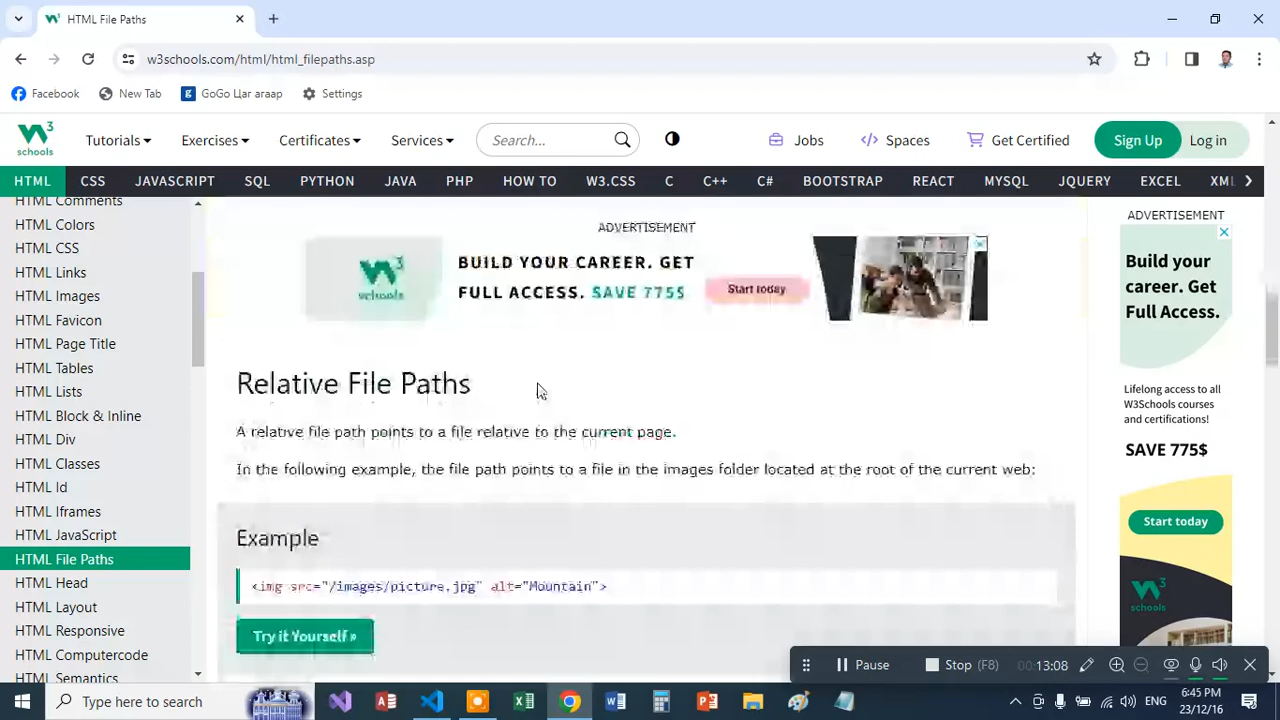 HTML File Paths
w3schools.com/html/html_filepaths.asp
Facebook
New Tab
GoGo Цаг агаар
Settings
W3 schools
Tutorials
Exercises
Certificates
Services
Search...
Jobs
Spaces
Get Certified
Sign Up
Log in
HTML CSS JAVASCRIPT SQL PYTHON JAVA PHP HOW TO W3.CSS C C++ C# BOOTSTRAP REACT MYSQL JQUERY EXCEL XML
HTML Comments
HTML Colors
HTML CSS
HTML Links
HTML Images
HTML Favicon
HTML Page Title
HTML Tables
HTML Lists
HTML Block & Inline
HTML Div
HTML Classes
HTML Id
HTML Iframes
HTML JavaScript
HTML File Paths
HTML Head
HTML Layout
HTML Responsive
HTML Computercode
HTML Semantics
ADVERTISEMENT
W3 schools
BUILD YOUR CAREER. GET
FULL ACCESS. SAVE 775$
Start today
Relative File Paths
A relative file path points to a file relative to the current page.
In the following example, the file path points to a file in the images folder located at the root of the current web:
Example
<img src="/images/picture.jpg" alt="Mountain">
Try it Yourself »
ADVERTISEMENT
Build your
career. Get
Full Access.
Lifelong access to all
W3Schools courses
and certifications!
SAVE 775$
Start today
W3 schools
Pause
Stop (F8)
00:13:08
Type here to search
ENG
6:45 PM
23/12/16